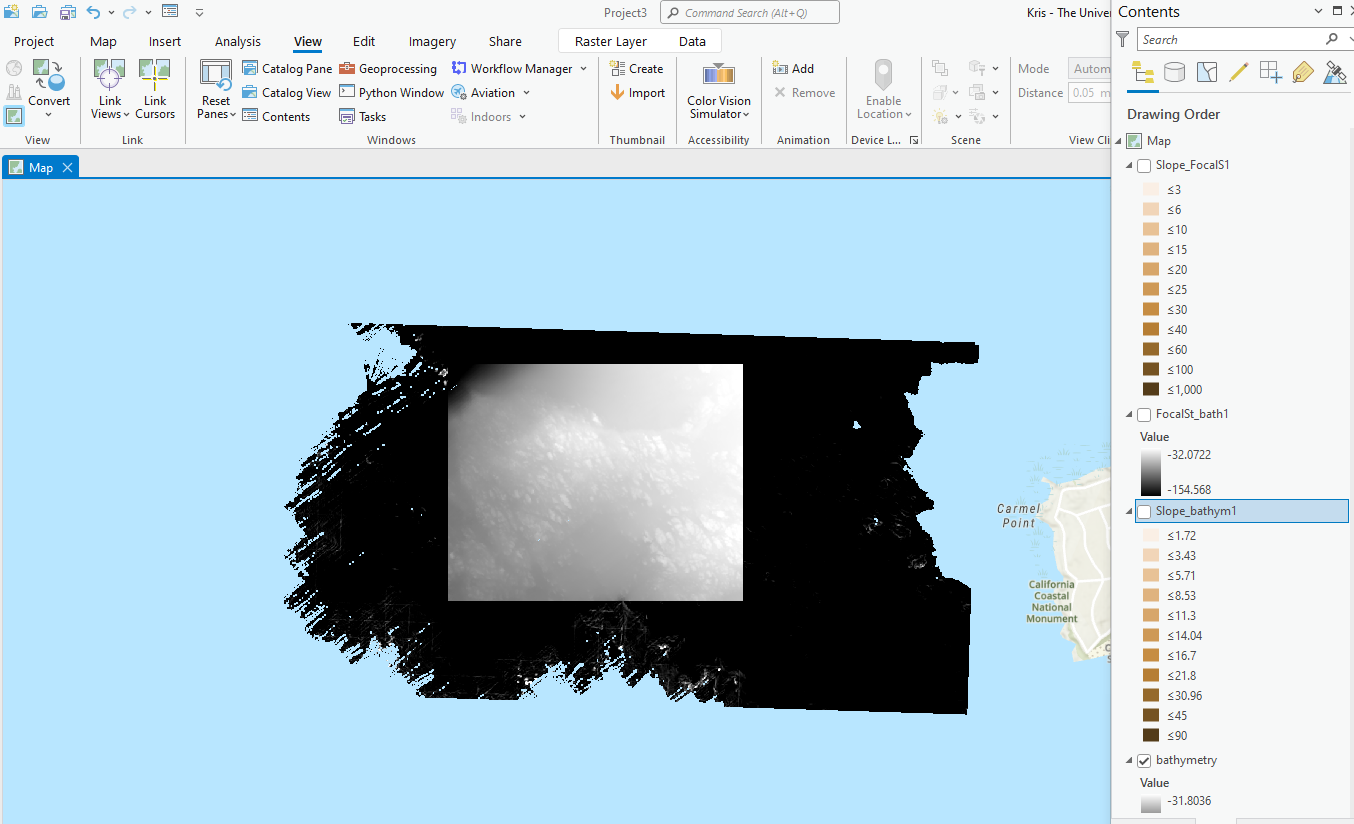 Project3
Command Search (Alt+Q)
Kris - The Univer
Contents
Project Map Insert Analysis View Edit Imagery Share Raster Layer Data
Search
Convert
Link Views
Link Cursors
Reset Panes
Catalog Pane
Geoprocessing
Workflow Manager
Catalog View
Python Window
Aviation
Contents
Tasks
Indoors
Create
Import
Color Vision Simulator
Add
Remove
Enable Location
Mode Autom
Distance 0.05 m
View Link Windows Thumbnail Accessibility Animation Device L... Scene View Cli
Drawing Order
Map
Map
Slope_FocalS1
≤3
≤6
≤10
≤15
≤20
≤25
≤30
≤40
≤60
≤100
≤1,000
FocalSt_bath1
Value
-32.0722
-154.568
Slope_bathym1
≤1.72
≤3.43
≤5.71
≤8.53
≤11.3
≤14.04
≤16.7
≤21.8
≤30.96
≤45
≤90
bathymetry
Value
-31.8036
Carmel
Point
California
Coastal
National
Monument